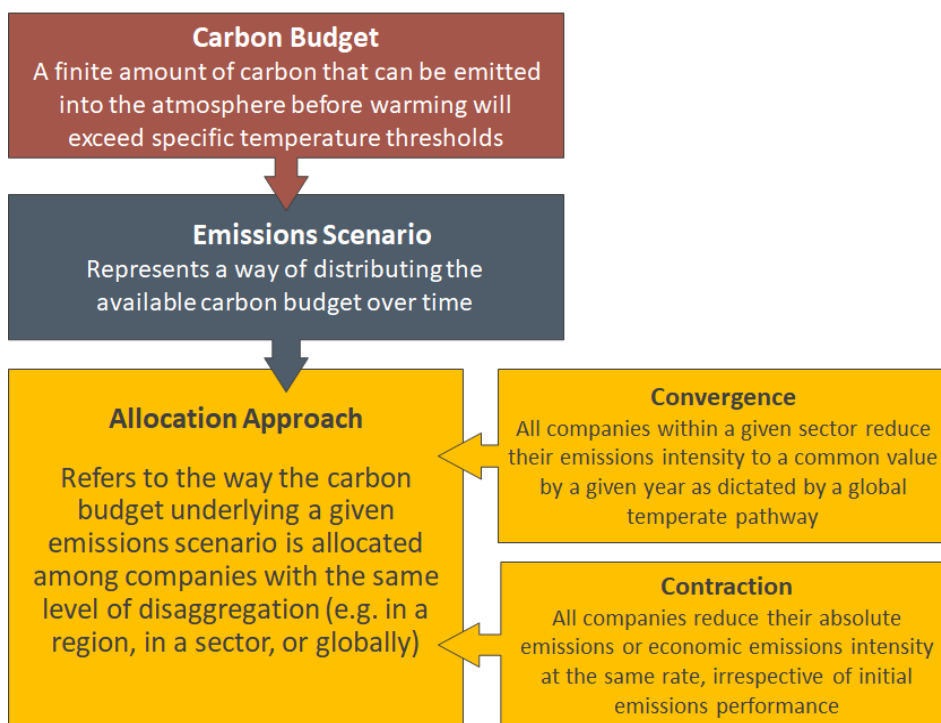 Carbon Budget
A finite amount of carbon that can be emitted
into the atmosphere before warming will
exceed specific temperature thresholds
Emissions Scenario
Represents a way of distributing the
available carbon budget over time
Allocation Approach
Refers to the way the carbon
budget underlying a given
emissions scenario is allocated
among companies with the same
level of disaggregation (e.g. in a
region, in a sector, or globally)
Convergence
All companies within a given sector reduce
their emissions intensity to a common value
by a given year as dictated by a global
temperate pathway
Contraction
All companies reduce their absolute
emissions or economic emissions intensity
at the same rate, irrespective of initial
emissions performance